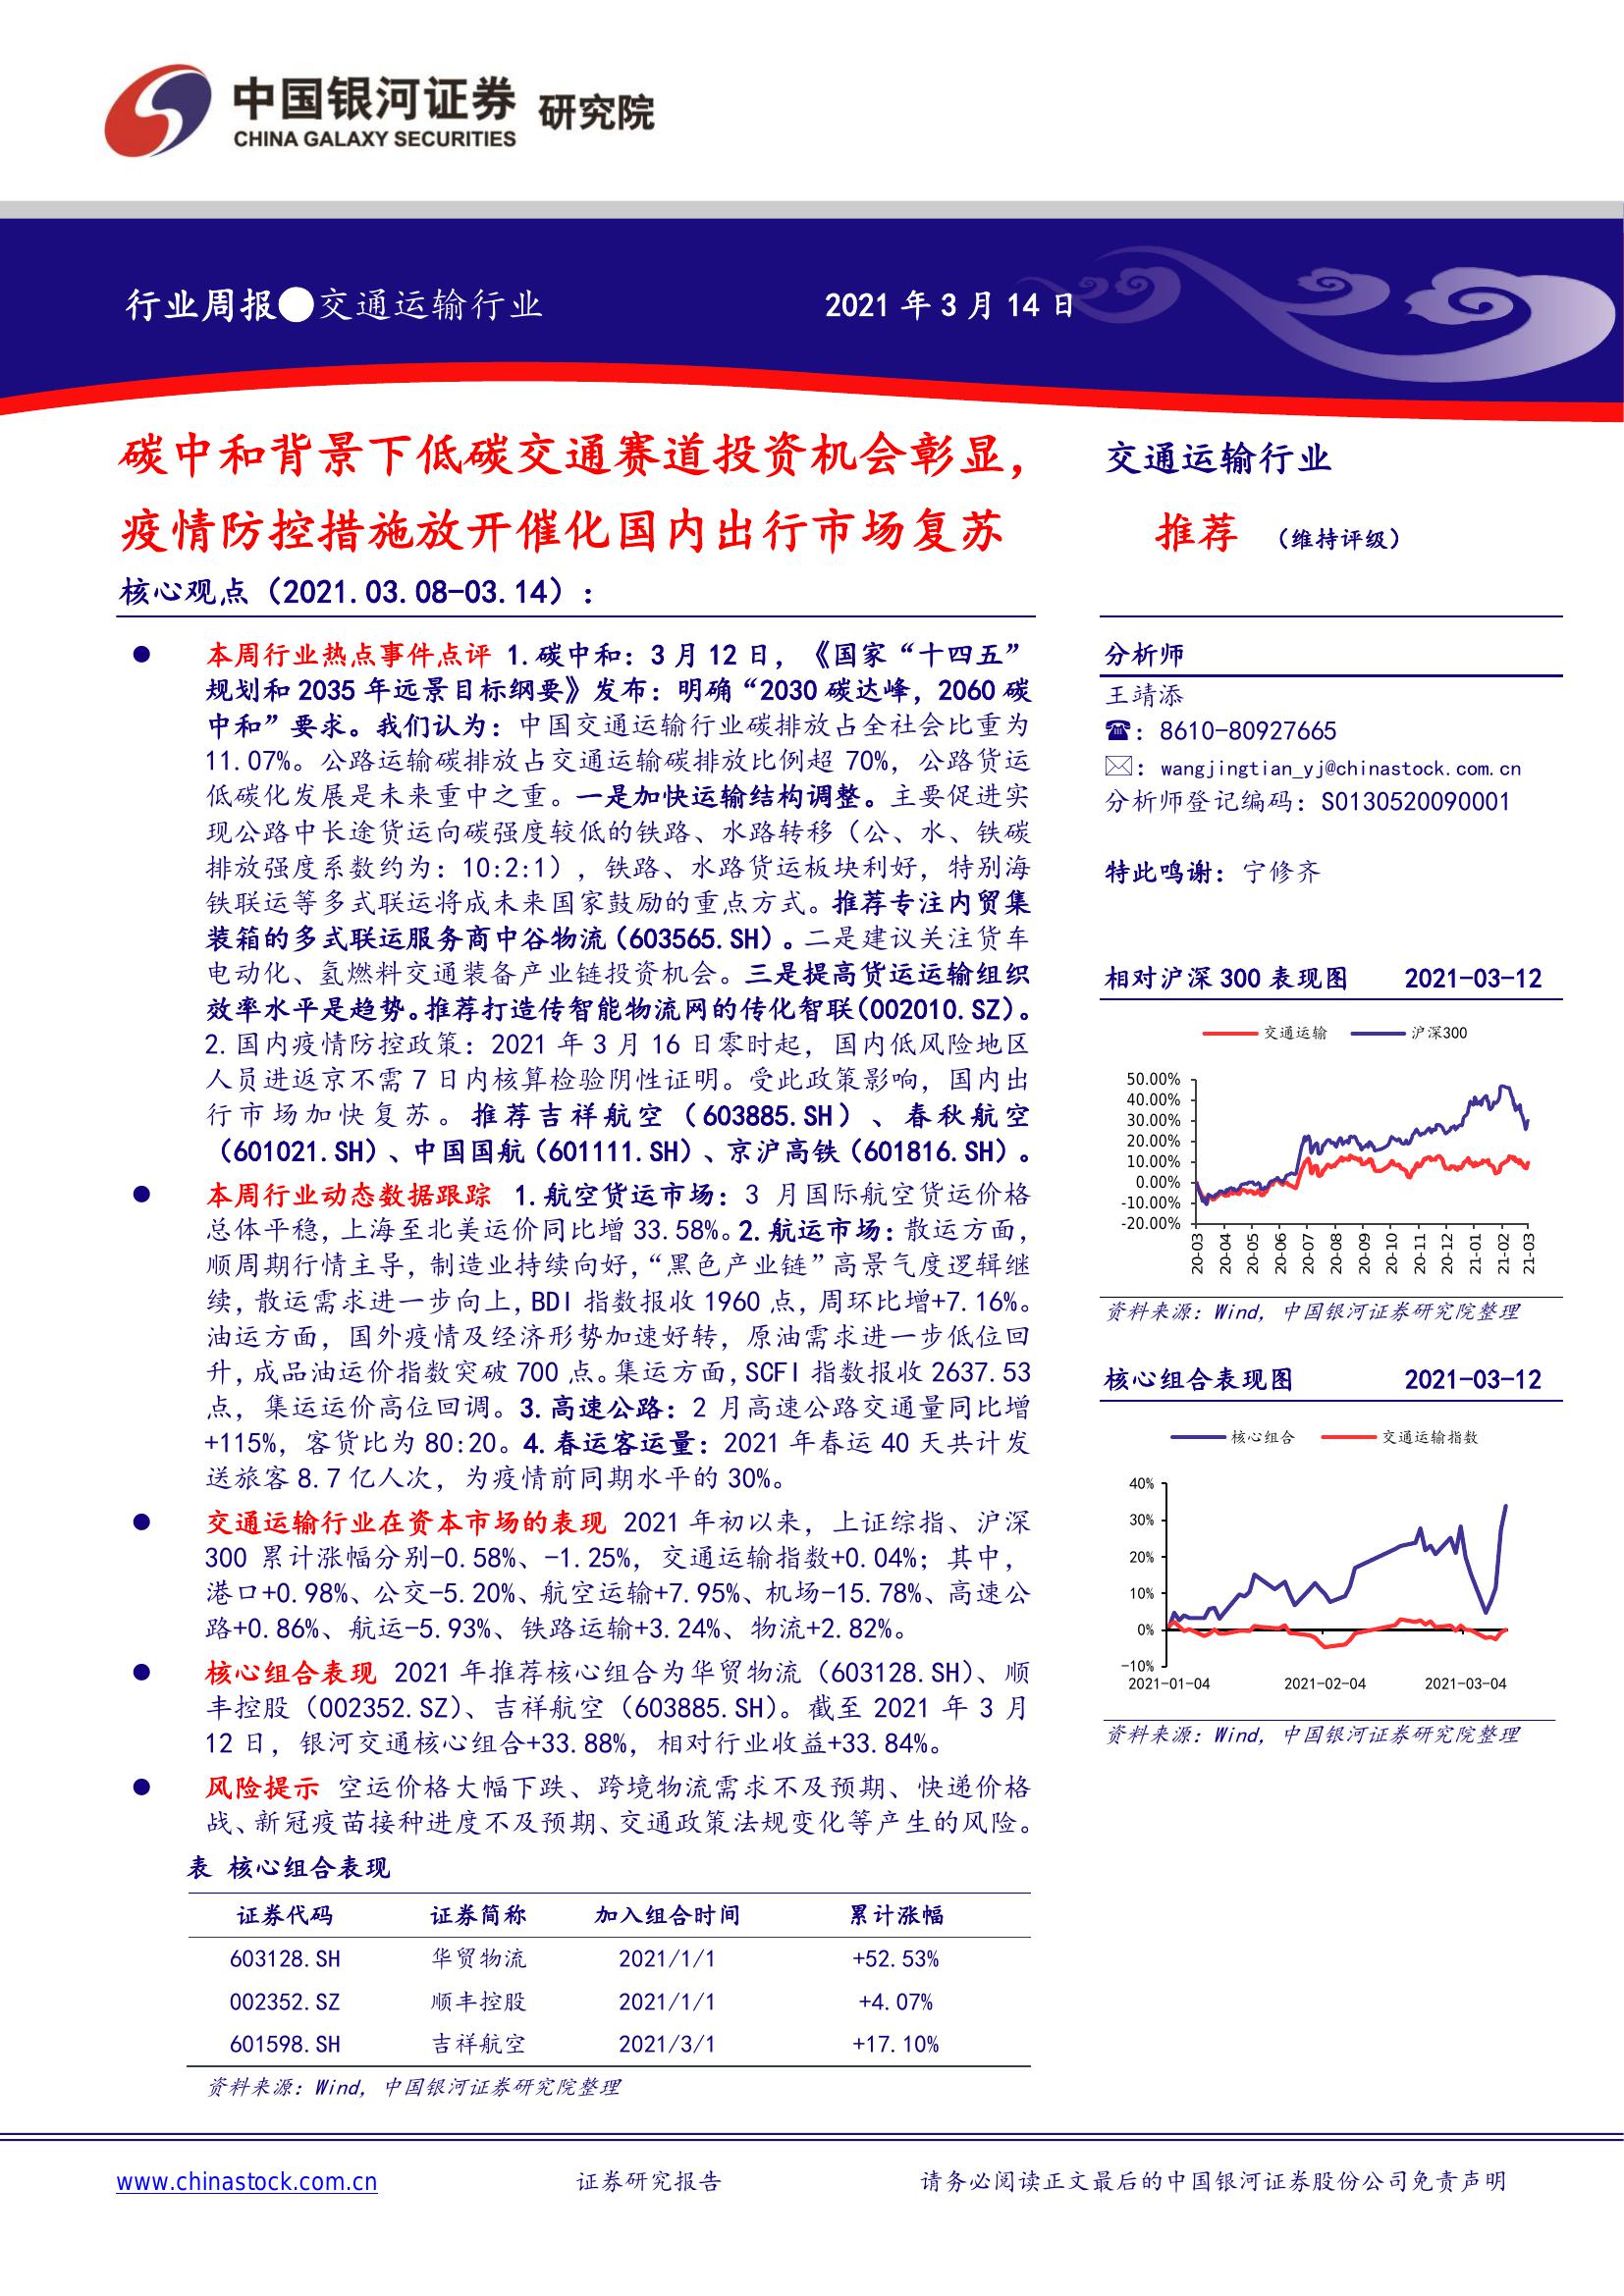 中国银河证券 研究院
CHINA GALAXY SECURITIES
行业周报●交通运输行业
2021 年 3 月 14 日
碳中和背景下低碳交通赛道投资机会彰显，
疫情防控措施放开催化国内出行市场复苏
核心观点（2021.03.08-03.14）：
● 本周行业热点事件点评 1.碳中和：3 月 12 日，《国家“十四五”
规划和 2035 年远景目标纲要》发布：明确“2030 碳达峰，2060 碳
中和”要求。我们认为：中国交通运输行业碳排放占全社会比重为
11.07%。公路运输碳排放占交通运输碳排放比例超 70%，公路货运
低碳化发展是未来重中之重。一是加快运输结构调整。主要促进实
现公路中长途货运向碳强度较低的铁路、水路转移（公、水、铁碳
排放强度系数约为：10:2:1），铁路、水路货运板块利好，特别海
铁联运等多式联运将成未来国家鼓励的重点方式。推荐专注内贸集
装箱的多式联运服务商中谷物流（603565.SH）。二是建议关注货车
电动化、氢燃料交通装备产业链投资机会。三是提高货运运输组织
效率水平是趋势。推荐打造传智能物流网的传化智联（002010.SZ）。
2.国内疫情防控政策：2021 年 3 月 16 日零时起，国内低风险地区
人员进返京不需 7 日内核算检验阴性证明。受此政策影响，国内出
行市场加快复苏。推荐吉祥航空（603885.SH）、春秋航空
（601021.SH）、中国国航（601111.SH）、京沪高铁（601816.SH）。
● 本周行业动态数据跟踪 1.航空货运市场：3 月国际航空货运价格
总体平稳，上海至北美运价同比增 33.58%。2.航运市场：散运方面，
顺周期行情主导，制造业持续向好，“黑色产业链”高景气度逻辑继
续，散运需求进一步向上，BDI 指数报收 1960 点，周环比增+7.16%。
油运方面，国外疫情及经济形势加速好转，原油需求进一步低位回
升，成品油运价指数突破 700 点。集运方面，SCFI 指数报收 2637.53
点，集运运价高位回调。3.高速公路：2 月高速公路交通量同比增
+115%，客货比为 80:20。4.春运客运量：2021 年春运 40 天共计发
送旅客 8.7 亿人次，为疫情前同期水平的 30%。
● 交通运输行业在资本市场的表现 2021 年初以来，上证综指、沪深
300 累计涨幅分别-0.58%、-1.25%，交通运输指数+0.04%；其中，
港口+0.98%、公交-5.20%、航空运输+7.95%、机场-15.78%、高速公
路+0.86%、航运-5.93%、铁路运输+3.24%、物流+2.82%。
● 核心组合表现 2021 年推荐核心组合为华贸物流（603128.SH）、顺
丰控股（002352.SZ）、吉祥航空（603885.SH）。截至 2021 年 3 月
12 日，银河交通核心组合+33.88%，相对行业收益+33.84%。
● 风险提示 空运价格大幅下跌、跨境物流需求不及预期、快递价格
战、新冠疫苗接种进度不及预期、交通政策法规变化等产生的风险。
表 核心组合表现
证券代码 证券简称 加入组合时间 累计涨幅
603128.SH 华贸物流 2021/1/1 +52.53%
002352.SZ 顺丰控股 2021/1/1 +4.07%
601598.SH 吉祥航空 2021/3/1 +17.10%
资料来源：Wind，中国银河证券研究院整理
交通运输行业
推荐 （维持评级）
分析师
王靖添
☎：8610-80927665
✉：wangjingtian_yj@chinastock.com.cn
分析师登记编码：S0130520090001
特此鸣谢：宁修齐
相对沪深 300 表现图 2021-03-12
交通运输 沪深300
50.00%
40.00%
30.00%
20.00%
10.00%
0.00%
-10.00%
-20.00%
20-03 20-04 20-05 20-06 20-07 20-08 20-09 20-10 20-11 20-12 21-01 21-02 21-03
资料来源：Wind，中国银河证券研究院整理
核心组合表现图 2021-03-12
核心组合 交通运输指数
40%
30%
20%
10%
0%
-10%
2021-01-04 2021-02-04 2021-03-04
资料来源：Wind，中国银河证券研究院整理
www.chinastock.com.cn 证券研究报告 请务必阅读正文最后的中国银河证券股份公司免责声明